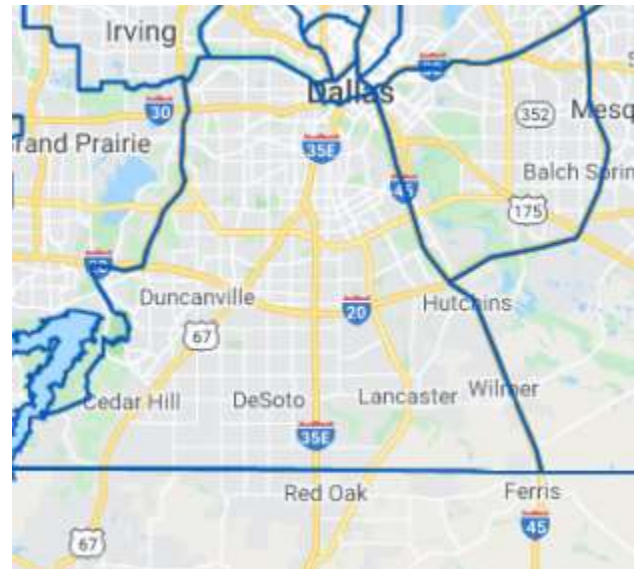 Irving
Dallas
30
352
Mesq
rand Prairie
35E
45
Balch Sprin
175
Duncanville
Hutchins
20
67
Cedar Hill
DeSoto
Lancaster
Wilmer
35E
Red Oak
Ferris
45
67